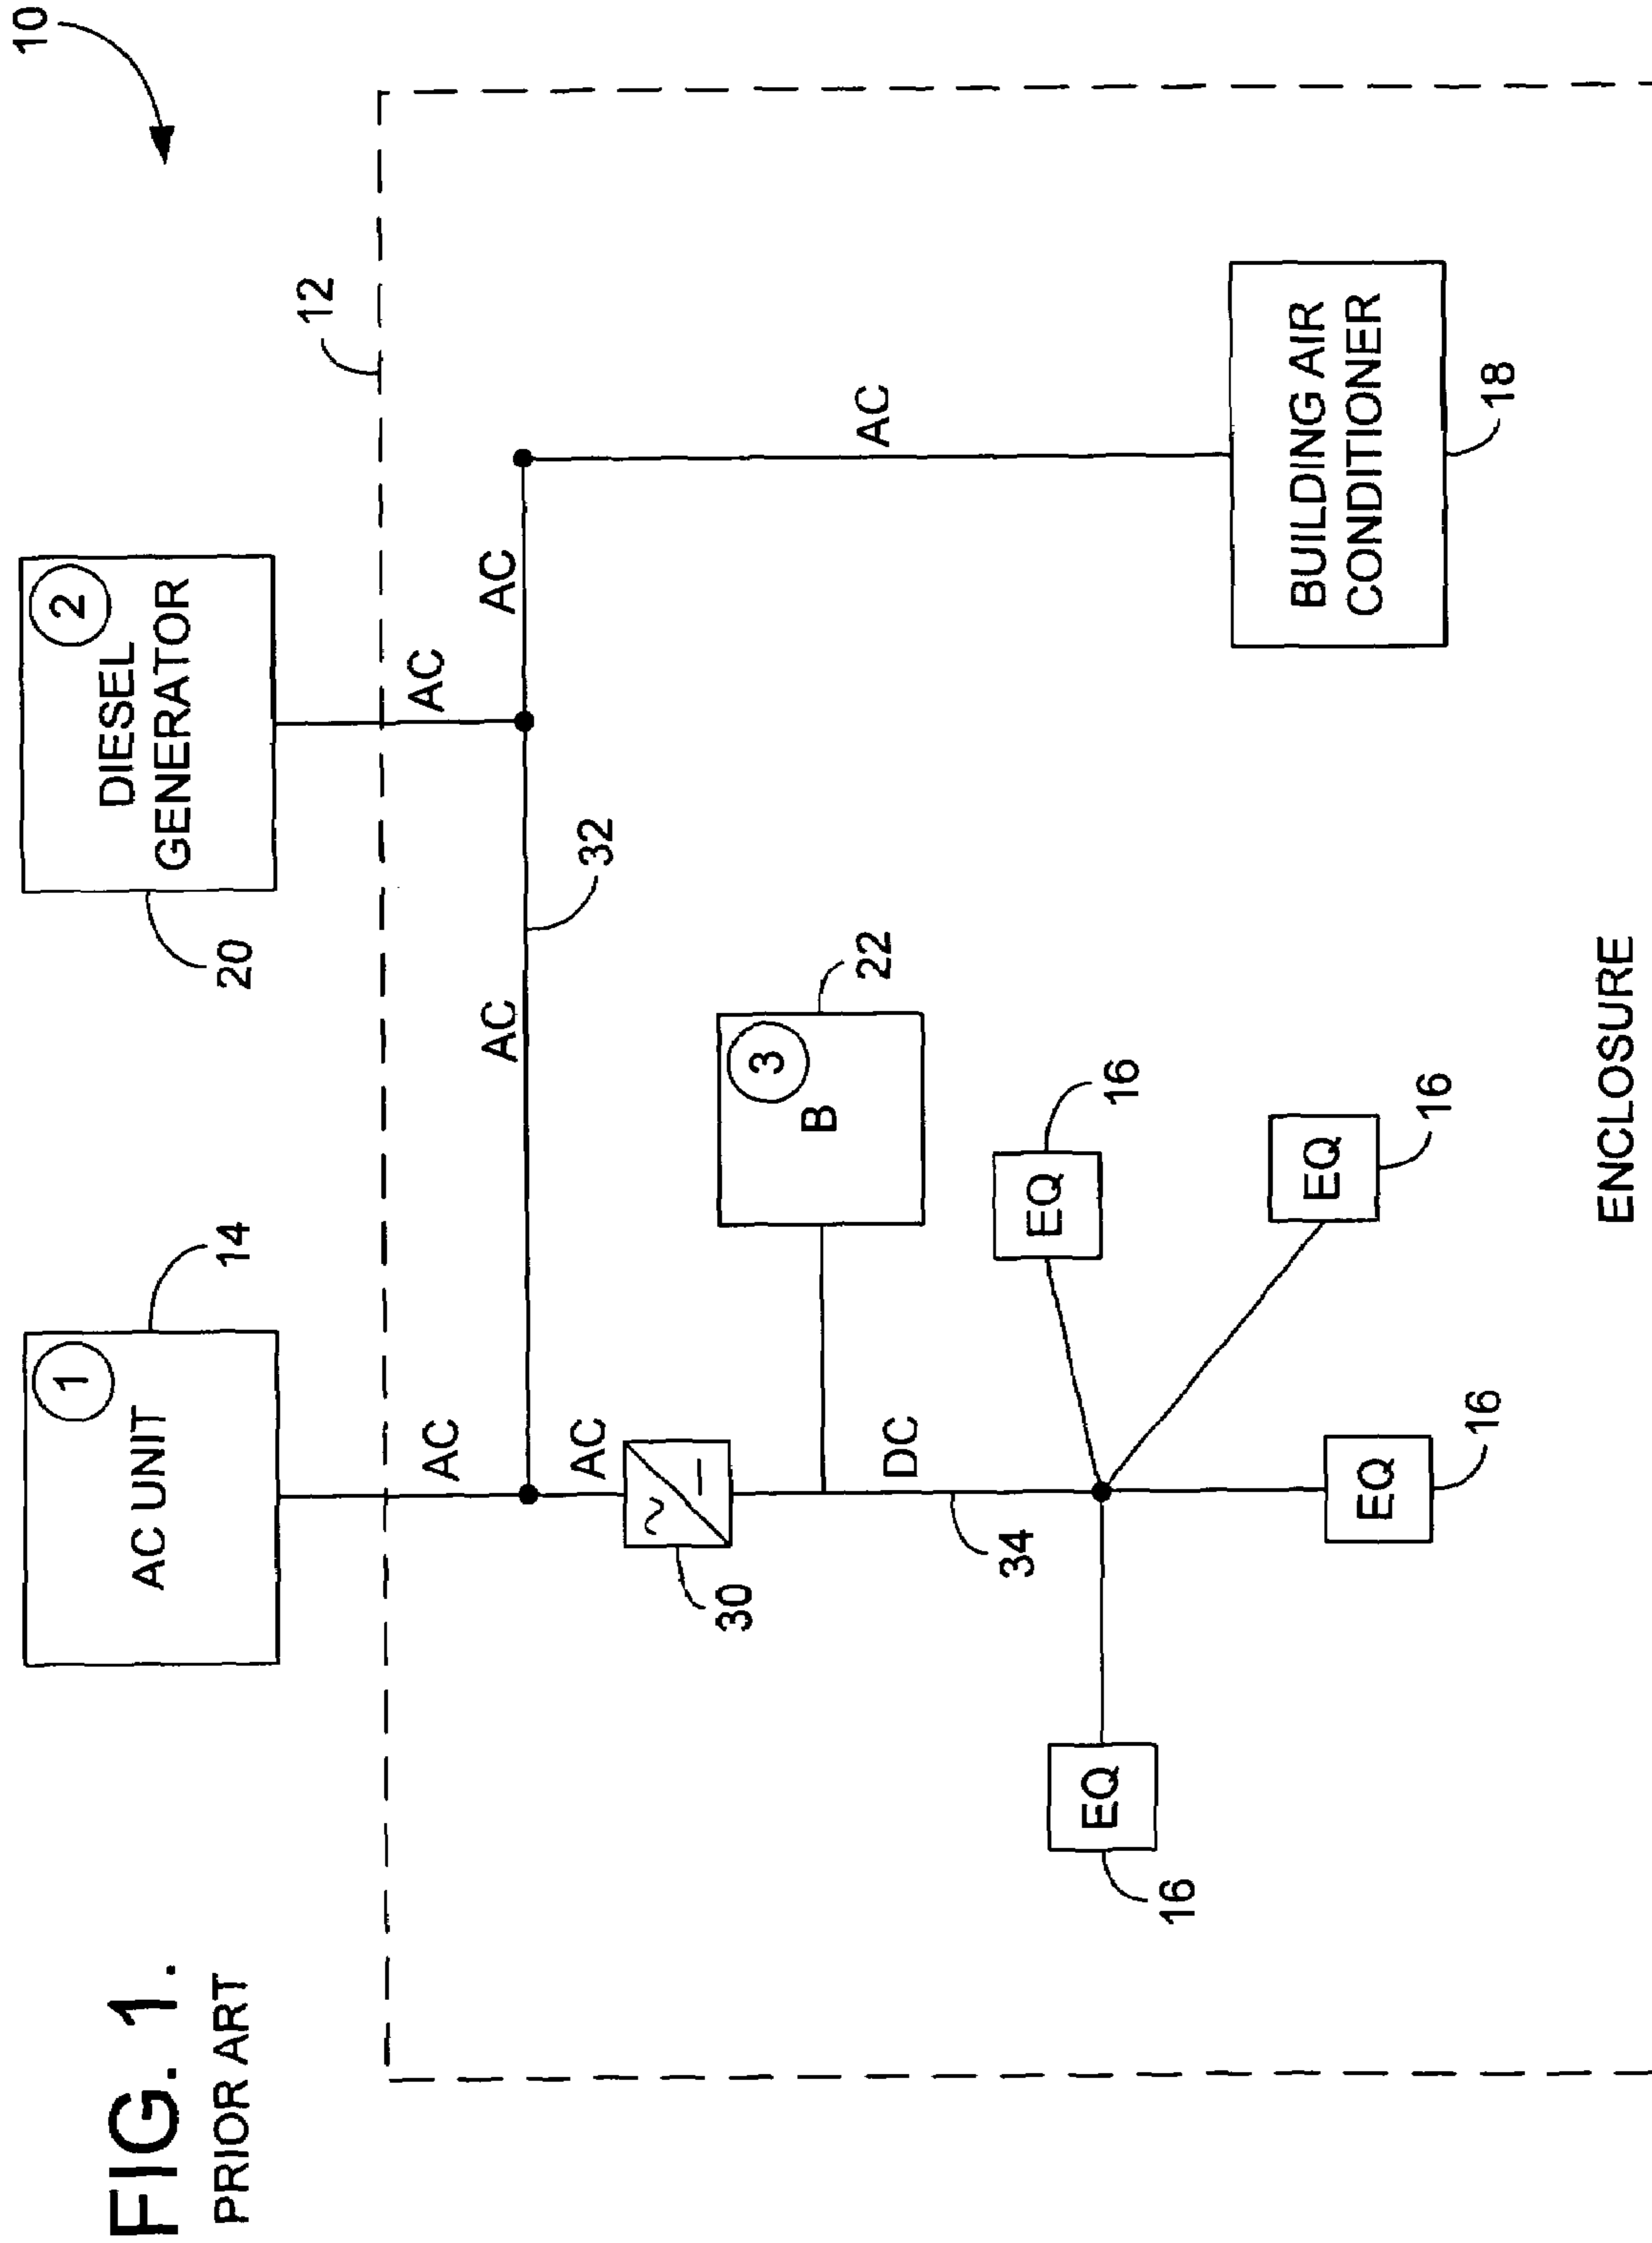 FIG. 1.
PRIOR ART
10
12
1
AC UNIT
14
2
DIESEL
GENERATOR
20
AC
AC
AC
AC
AC
32
AC
~
30
3
B
22
DC
34
EQ
16
EQ
16
EQ
16
EQ
16
BUILDING AIR
CONDITIONER
18
ENCLOSURE